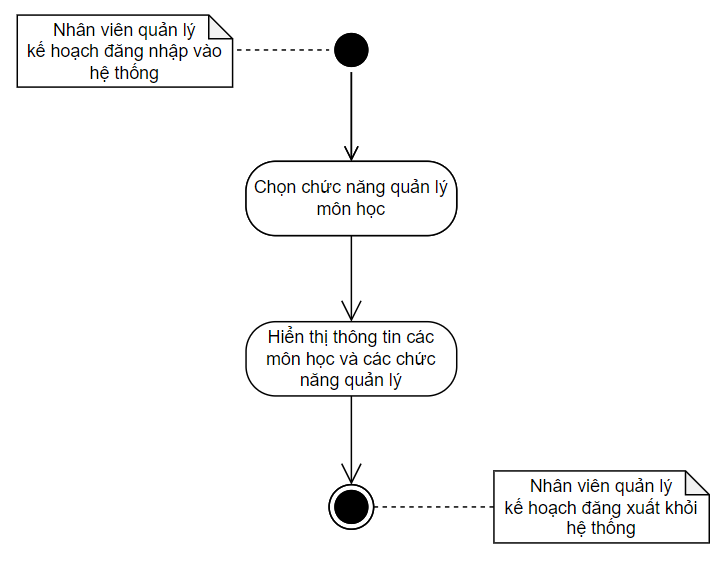 Nhân viên quản lý
kế hoạch đăng nhập vào
hệ thống
Chọn chức năng quản lý
môn học
Hiển thị thông tin các
môn học và các chức
năng quản lý
Nhân viên quản lý
kế hoạch đăng xuất khỏi
hệ thống